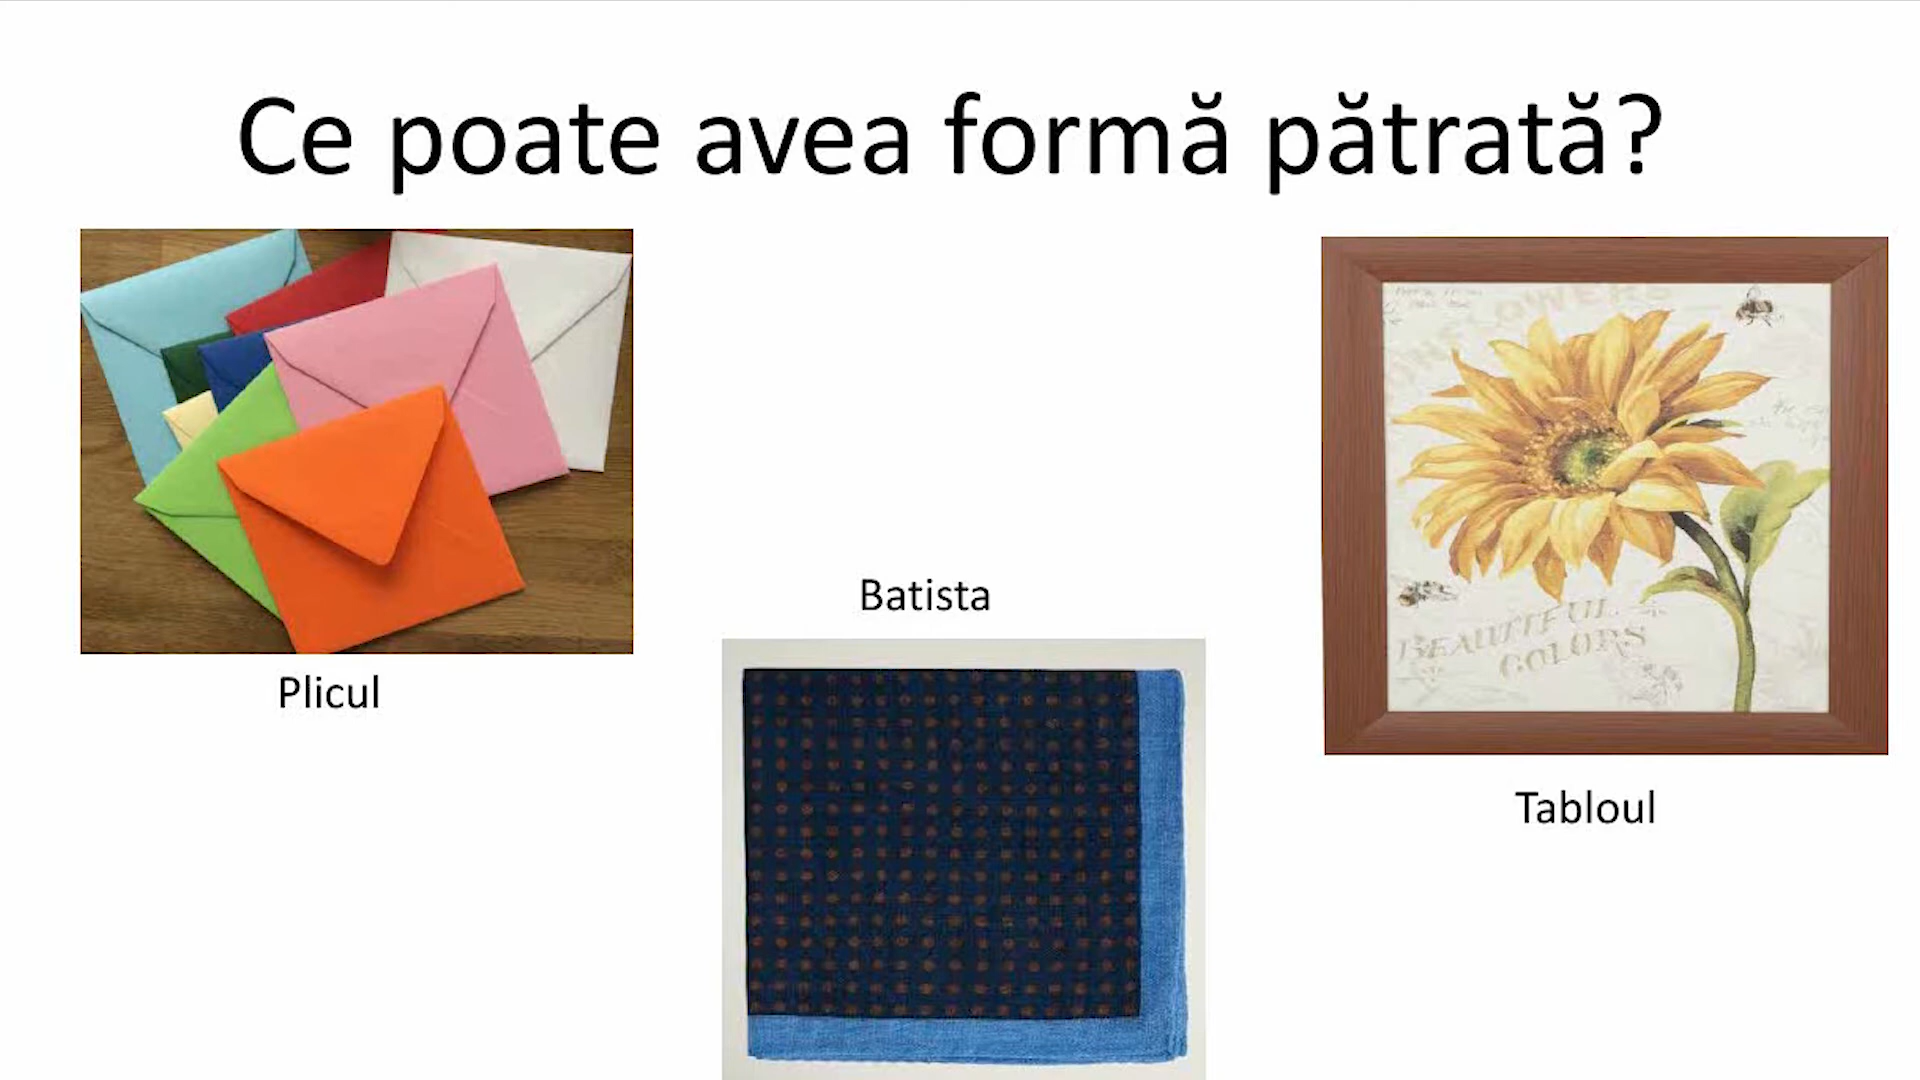 Ce poate avea formă pătrată?
Batista
Plicul
Tabloul
BEAUTIFUL
COLORS